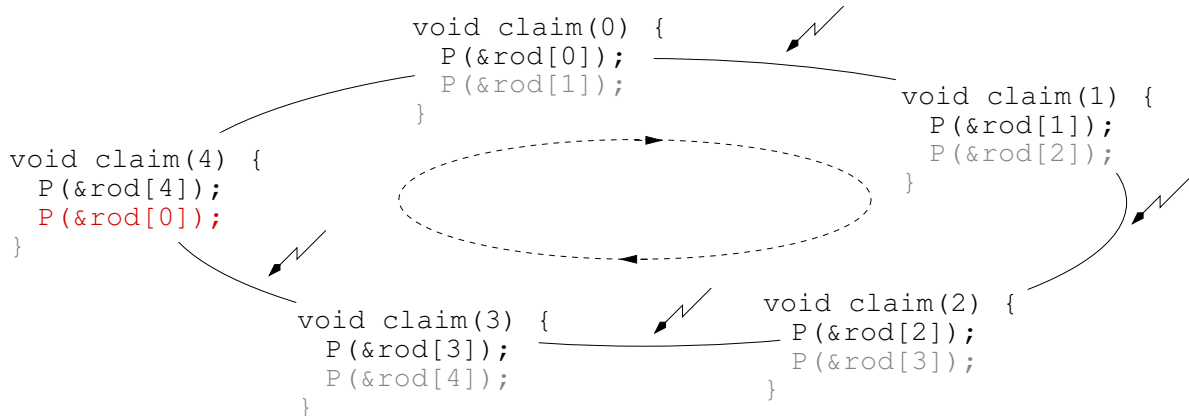 void claim(0) {
P(&rod[0]);
P(&rod[1]);
}
void claim(1) {
P(&rod[1]);
P(&rod[2]);
}
void claim(2) {
P(&rod[2]);
P(&rod[3]);
}
void claim(3) {
P(&rod[3]);
P(&rod[4]);
}
void claim(4) {
P(&rod[4]);
P(&rod[0]);
}